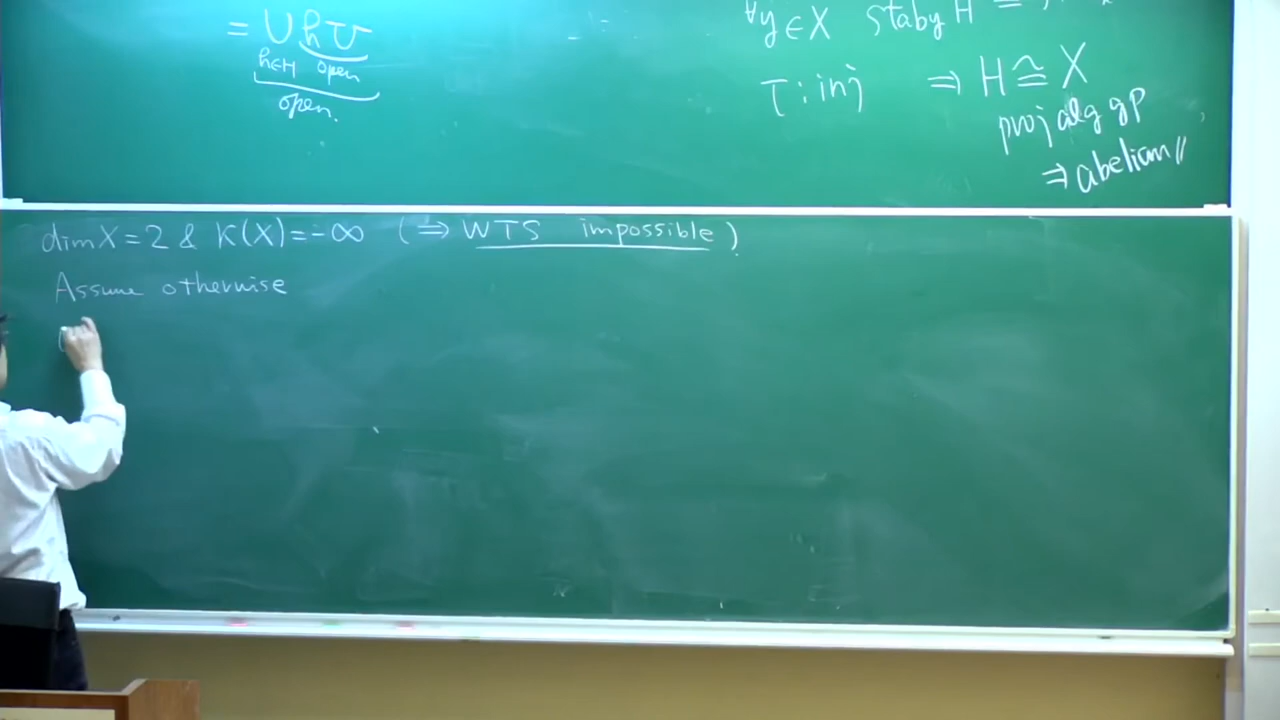 = ∪ hU
h∈H open
open.
∀y∈X stab_y H =
τ : inj ⇒ H ≅ X
proj alg gp
⇒ abelian //
dim X = 2 & κ(X) = -∞ (⇒ WTS impossible).
Assume otherwise